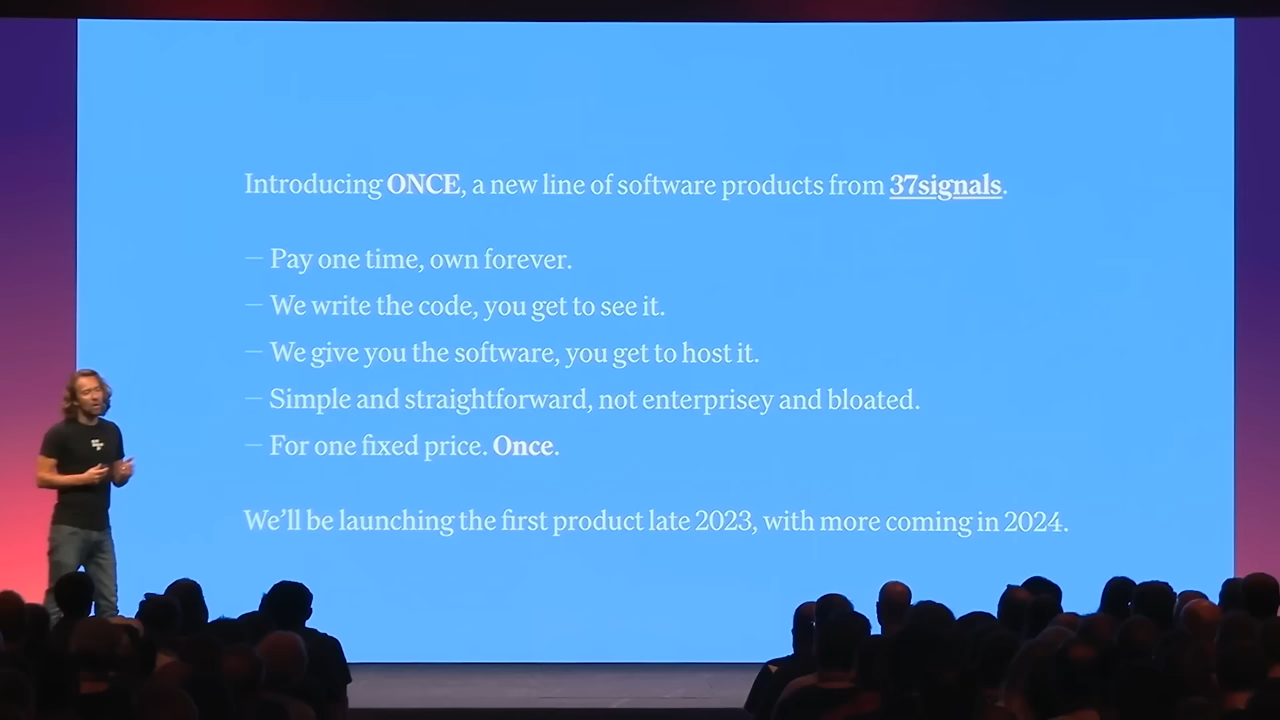 Introducing ONCE, a new line of software products from 37signals.
— Pay one time, own forever.
— We write the code, you get to see it.
— We give you the software, you get to host it.
— Simple and straightforward, not enterprisey and bloated.
— For one fixed price. Once.
We’ll be launching the first product late 2023, with more coming in 2024.